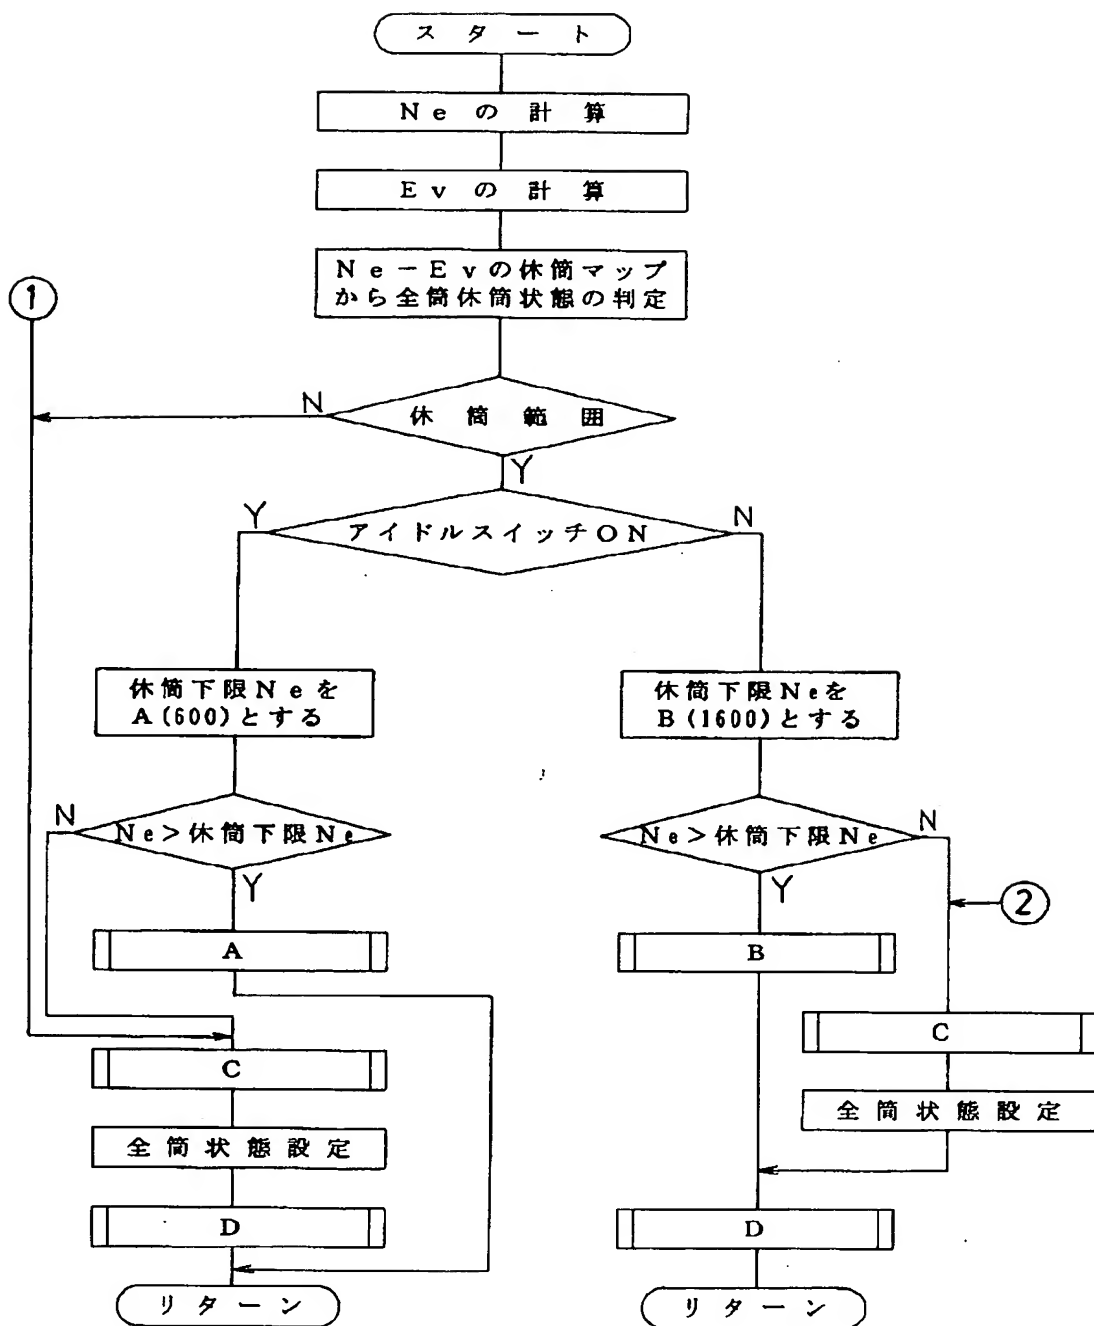 スタート
Neの計算
Evの計算
Ne-Evの休筒マップ
から全筒休筒状態の判定
①
N
休筒範囲
Y
Y
アイドルスイッチON
N
休筒下限Neを
A(600)とする
休筒下限Neを
B(1600)とする
N
Ne>休筒下限Ne
Y
Ne>休筒下限Ne
N
Y
②
A
B
C
C
全筒状態設定
全筒状態設定
D
D
リターン
リターン